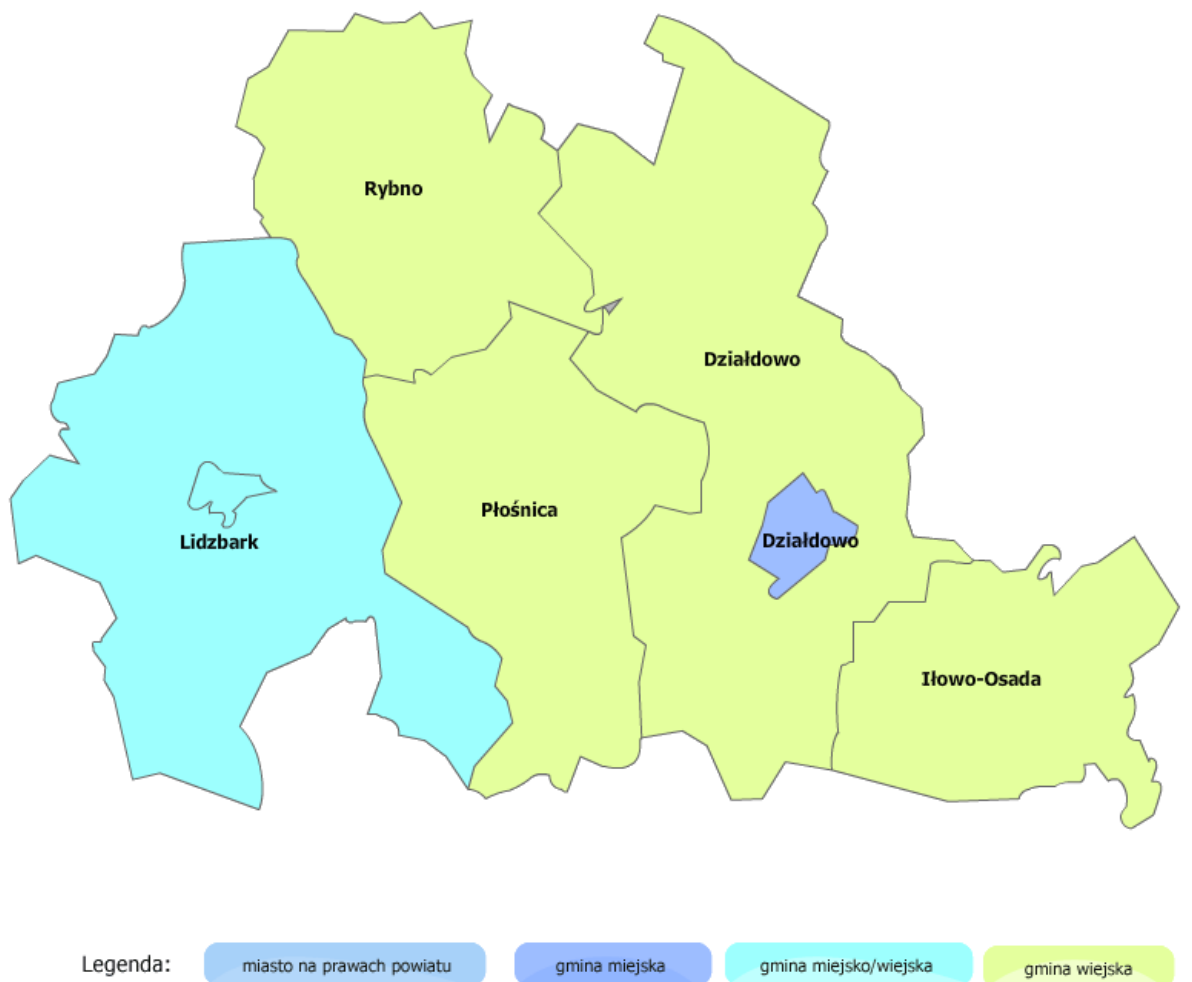 Rybno
Działdowo
Płośnica
Lidzbark
Działdowo
Iłowo-Osada
Legenda: miasto na prawach powiatu gmina miejska gmina miejsko/wiejska gmina wiejska